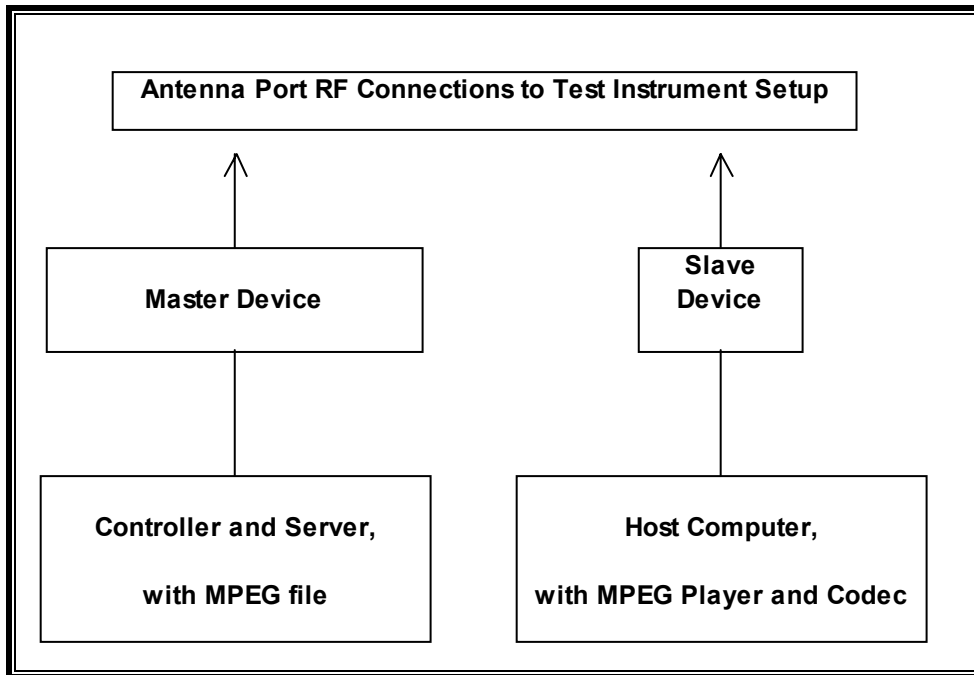 Antenna Port RF Connections to Test Instrument Setup
Master Device
Slave
Device
Controller and Server,
with MPEG file
Host Computer,
with MPEG Player and Codec